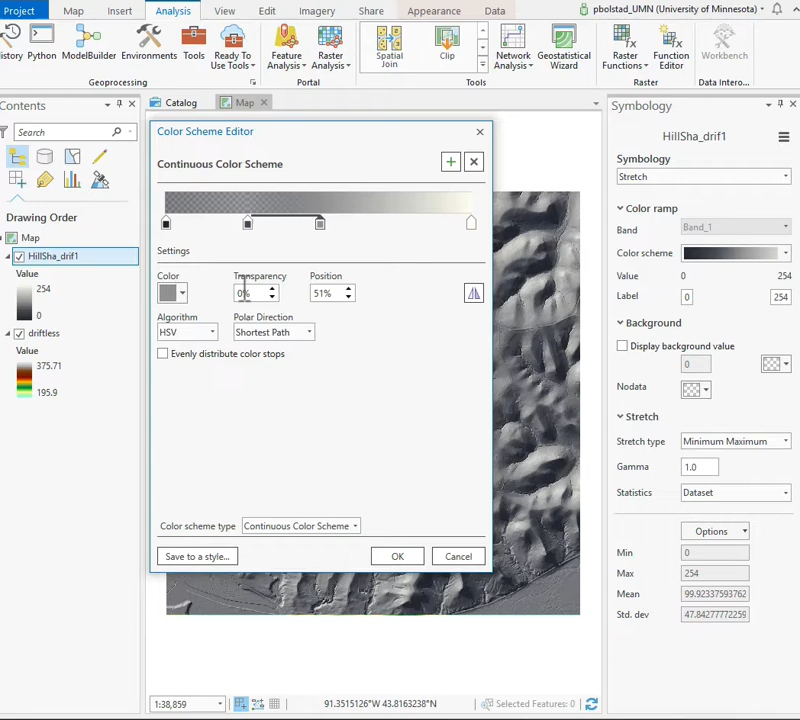 Project Map Insert Analysis View Edit Imagery Share Appearance Data pbolstad_UMN (University of Minnesota)
History Python ModelBuilder Environments Tools Ready To Use Tools Feature Analysis Raster Analysis Spatial Join Clip Network Analysis Geostatistical Wizard Raster Functions Function Editor Workbench
Geoprocessing Portal Tools Raster Data Intero...
Contents
Catalog Map
Symbology
Search
Color Scheme Editor
HillSha_drif1
Continuous Color Scheme
Symbology
Stretch
Drawing Order
Map
HillSha_drif1
Value
254
0
driftless
Value
375.71
195.9
Settings
Color Transparency Position
0% 51%
Algorithm Polar Direction
HSV Shortest Path
Evenly distribute color stops
Color scheme type Continuous Color Scheme
Save to a style... OK Cancel
Color ramp
Band Band_1
Color scheme
Value 0 254
Label 0 254
Background
Display background value
0
Nodata
Stretch
Stretch type Minimum Maximum
Gamma 1.0
Statistics Dataset
Options
Min 0
Max 254
Mean 99.92337593762
Std. dev 47.84277772259
1:38,859 91.3515126°W 43.8163238°N Selected Features: 0